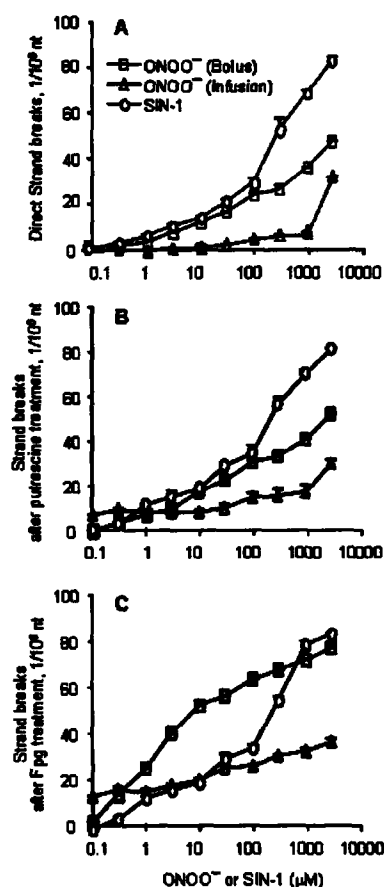 A
100
80
60
40
20
0
Direct Strand breaks, 1/10⁶ nt
ONOO⁻ (Bolus)
ONOO⁻ (Infusion)
SIN-1
0.1 1 10 100 1000 10000
B
100
80
60
40
20
0
Strand breaks
after putrescine treatment, 1/10⁶ nt
0.1 1 10 100 1000 10000
C
100
80
60
40
20
0
Strand breaks
after Fpg treatment, 1/10⁶ nt
0.1 1 10 100 1000 10000
ONOO⁻ or SIN-1 (µM)